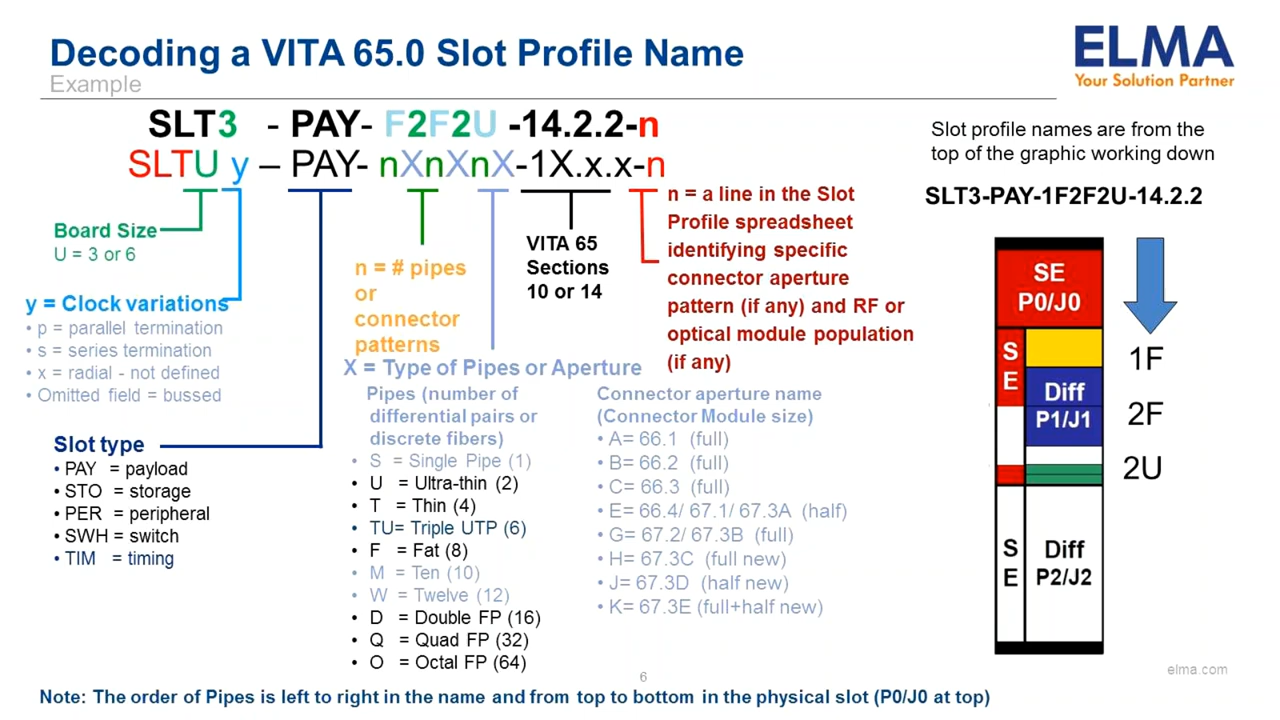 Decoding a VITA 65.0 Slot Profile Name
Example
ELMA
Your Solution Partner
SLT3 - PAY- F2F2U -14.2.2-n
SLTU y – PAY- nXnXnX-1X.x.x-n
Board Size
U = 3 or 6
y = Clock variations
• p = parallel termination
• s = series termination
• x = radial - not defined
• Omitted field = bussed
Slot type
• PAY = payload
• STO = storage
• PER = peripheral
• SWH = switch
• TIM = timing
n = # pipes
or
connector
patterns
X = Type of Pipes or Aperture
Pipes (number of
differential pairs or
discrete fibers)
• S = Single Pipe (1)
• U = Ultra-thin (2)
• T = Thin (4)
• TU= Triple UTP (6)
• F = Fat (8)
• M = Ten (10)
• W = Twelve (12)
• D = Double FP (16)
• Q = Quad FP (32)
• O = Octal FP (64)
VITA 65
Sections
10 or 14
n = a line in the Slot
Profile spreadsheet
identifying specific
connector aperture
pattern (if any) and RF or
optical module population
(if any)
Connector aperture name
(Connector Module size)
• A= 66.1 (full)
• B= 66.2 (full)
• C= 66.3 (full)
• E= 66.4/ 67.1/ 67.3A (half)
• G= 67.2/ 67.3B (full)
• H= 67.3C (full new)
• J= 67.3D (half new)
• K= 67.3E (full+half new)
Slot profile names are from the
top of the graphic working down
SLT3-PAY-1F2F2U-14.2.2
SE
P0/J0
S
E
Diff
P1/J1
1F
2F
2U
S
E
Diff
P2/J2
elma.com
6
Note: The order of Pipes is left to right in the name and from top to bottom in the physical slot (P0/J0 at top)